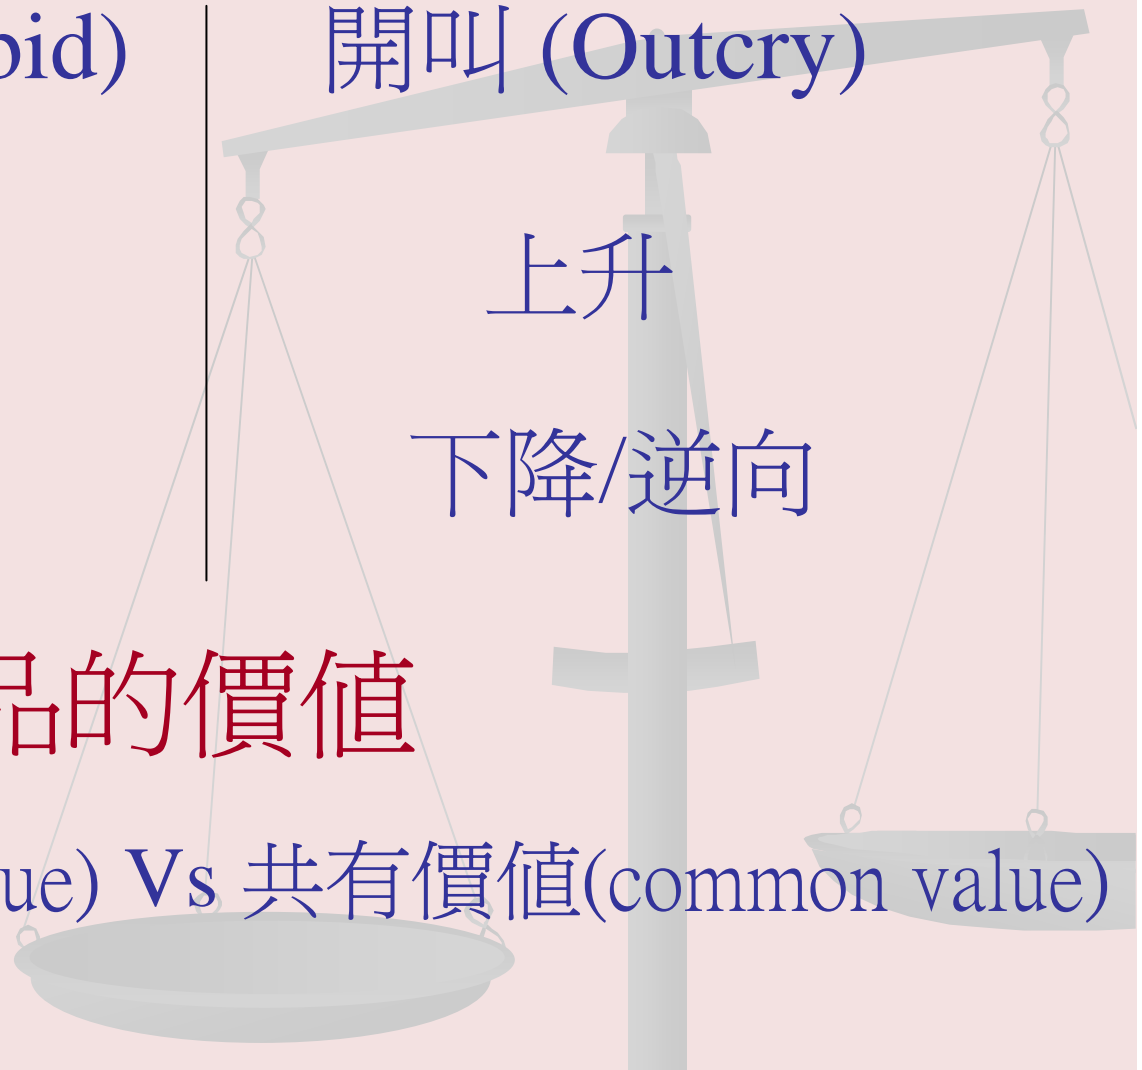 bid) 開叫 (Outcry)
上升
下降/逆向
品的價值
ue) Vs 共有價值(common value)